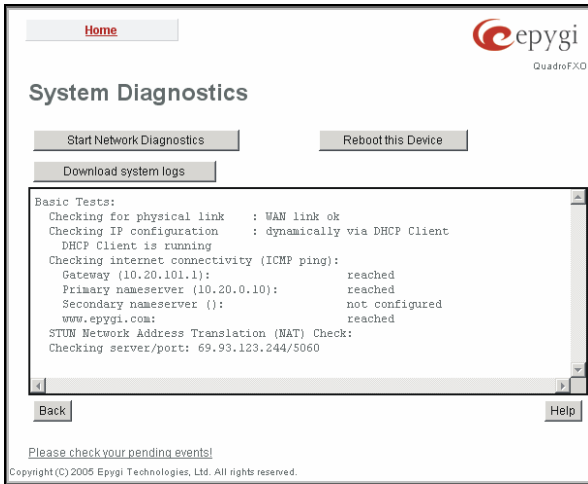 Home
epygi
QuadroFXO
System Diagnostics
Start Network Diagnostics
Reboot this Device
Download system logs
Basic Tests:
Checking for physical link : WAN link ok
Checking IP configuration : dynamically via DHCP Client
DHCP Client is running
Checking internet connectivity (ICMP ping):
Gateway (10.20.101.1): reached
Primary nameserver (10.20.0.10): reached
Secondary nameserver (): not configured
www.epygi.com: reached
STUN Network Address Translation (NAT) Check:
Checking server/port: 69.93.123.244/5060
Back
Help
Please check your pending events!
Copyright (C) 2005 Epygi Technologies, Ltd. All rights reserved.